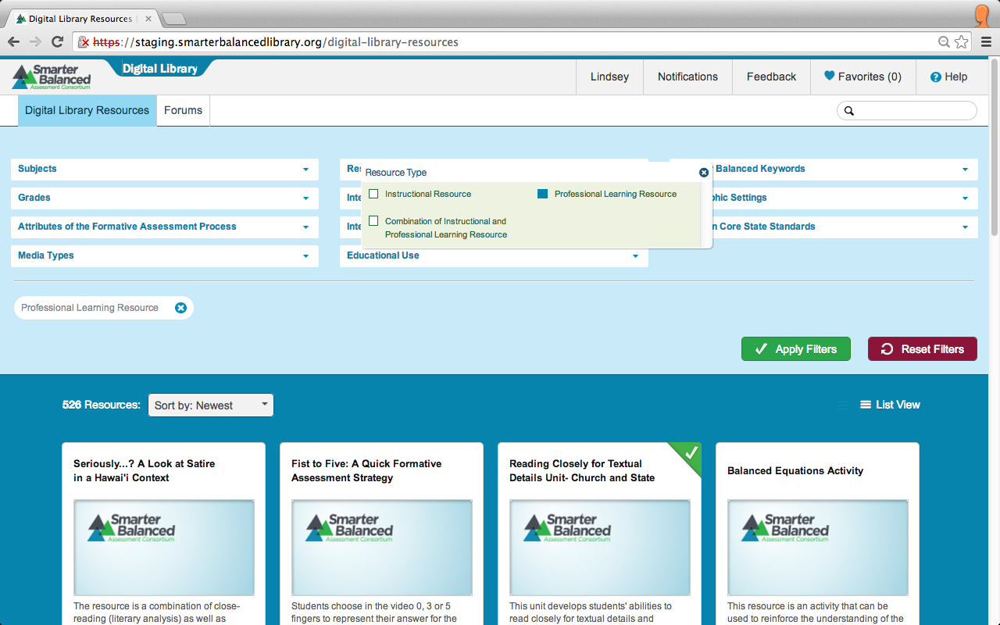 Digital Library Resources
https://staging.smarterbalancedlibrary.org/digital-library-resources
Smarter
Balanced
Assessment Consortium
Digital Library
Lindsey
Notifications
Feedback
Favorites (0)
Help
Digital Library Resources
Forums
Subjects
Grades
Attributes of the Formative Assessment Process
Media Types
Res
Inte
Inte
Educational Use
Resource Type
Instructional Resource
Professional Learning Resource
Combination of Instructional and
Professional Learning Resource
Balanced Keywords
hic Settings
n Core State Standards
Professional Learning Resource
Apply Filters
Reset Filters
526 Resources:
Sort by: Newest
List View
Seriously...? A Look at Satire
in a Hawai'i Context
Smarter
Balanced
Assessment Consortium
The resource is a combination of close-
reading (literary analysis) as well as
Fist to Five: A Quick Formative
Assessment Strategy
Smarter
Balanced
Assessment Consortium
Students choose in the video 0, 3 or 5
fingers to represent their answer for the
Reading Closely for Textual
Details Unit- Church and State
Smarter
Balanced
Assessment Consortium
This unit develops students' abilities to
read closely for textual details and
Balanced Equations Activity
Smarter
Balanced
Assessment Consortium
This resource is an activity that can be
used to reinforce the understanding of the